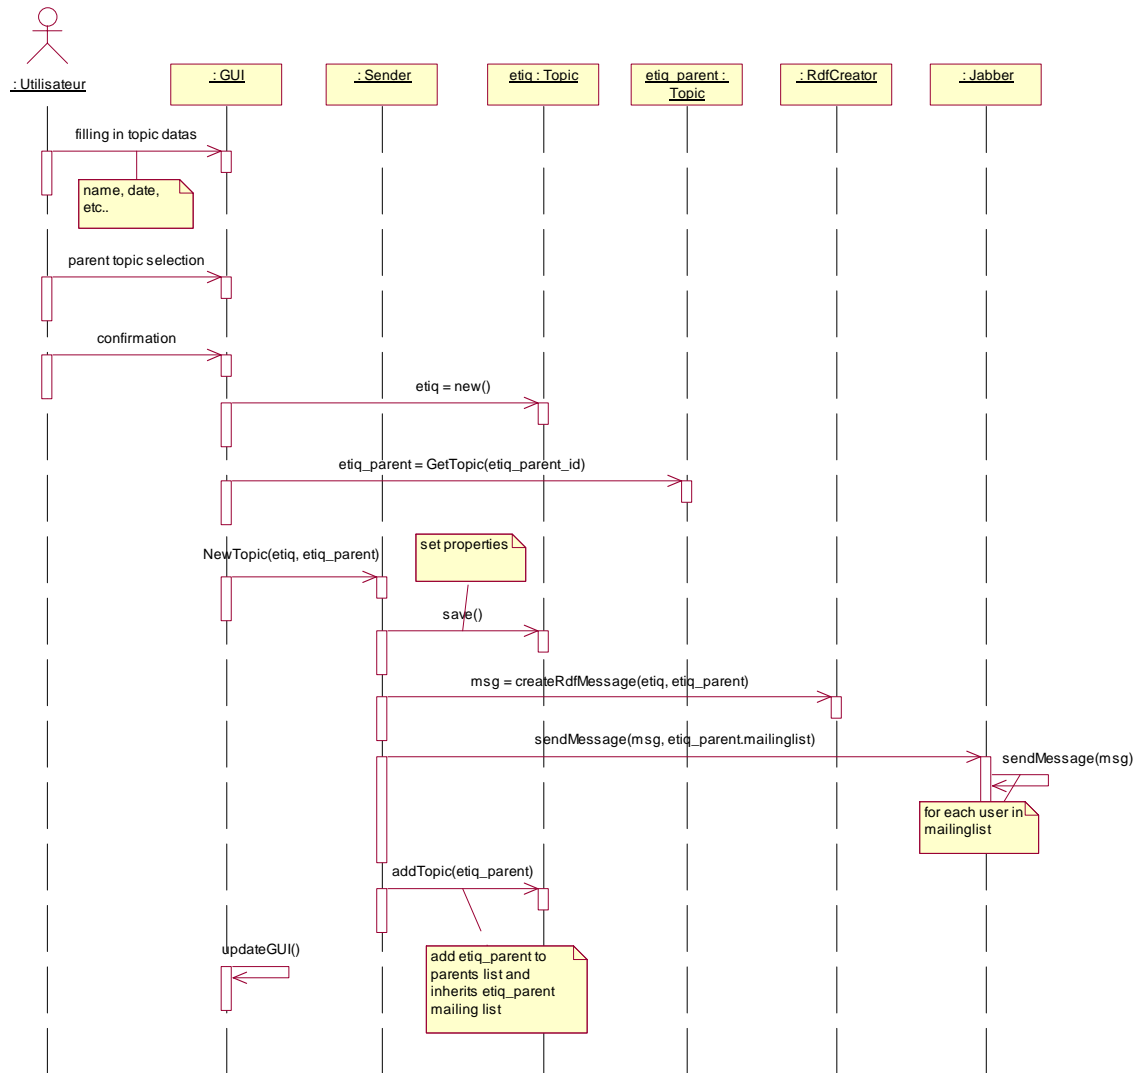 : Utilisateur
: GUI
: Sender
etiq : Topic
etiq_parent :
Topic
: RdfCreator
: Jabber
filling in topic datas
name, date,
etc..
parent topic selection
confirmation
etiq = new()
etiq_parent = GetTopic(etiq_parent_id)
NewTopic(etiq, etiq_parent)
set properties
save()
msg = createRdfMessage(etiq, etiq_parent)
sendMessage(msg, etiq_parent.mailinglist)
sendMessage(msg)
for each user in
mailinglist
addTopic(etiq_parent)
updateGUI()
add etiq_parent to
parents list and
inherits etiq_parent
mailing list